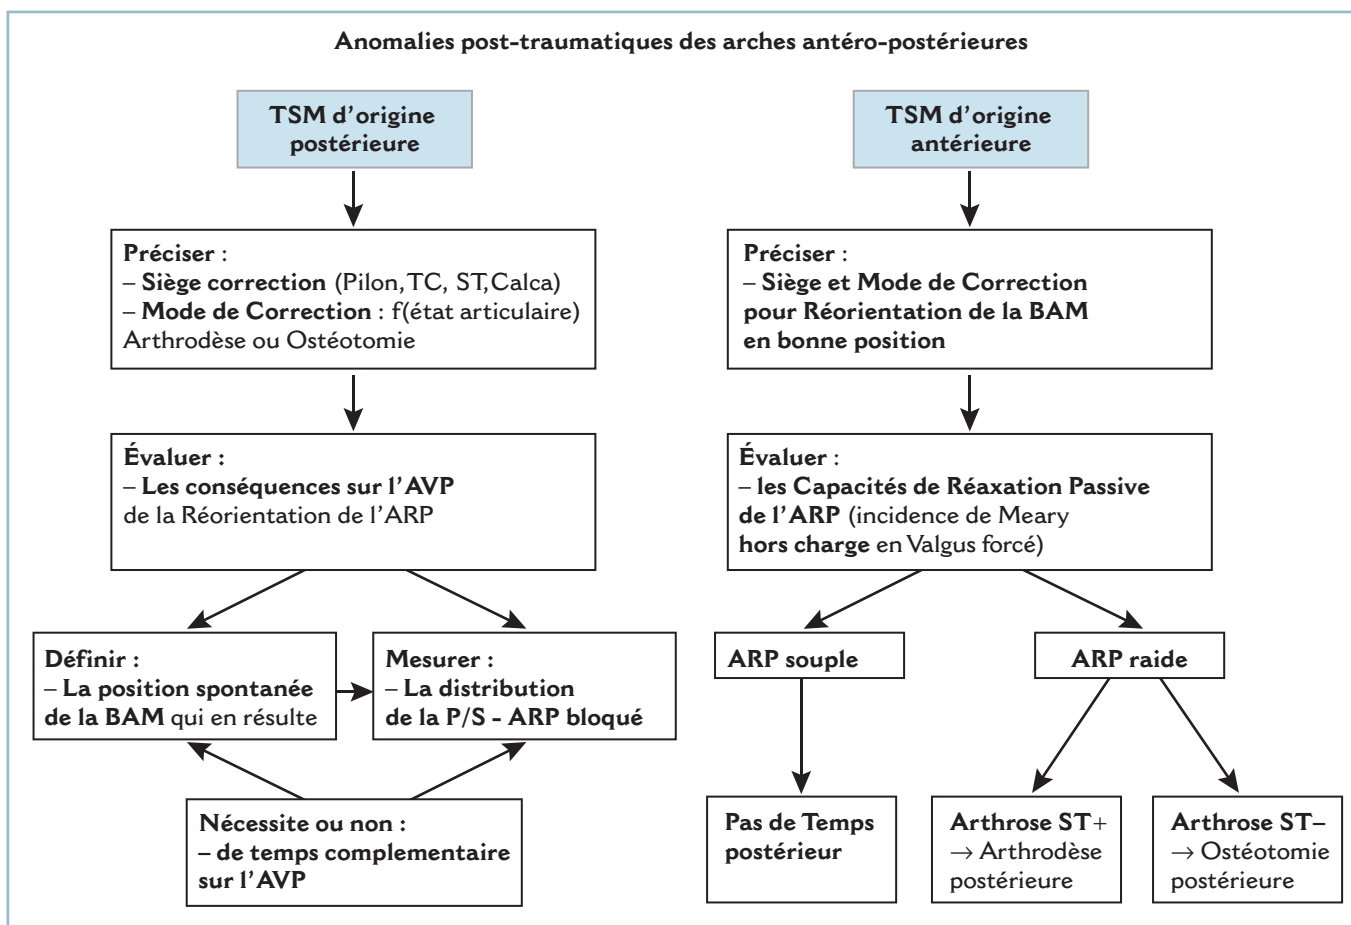 Anomalies post-traumatiques des arches antéro-postérieures
TSM d'origine
postérieure
Préciser :
– Siège correction (Pilon, TC, ST, Calca)
– Mode de Correction : f(état articulaire)
Arthrodèse ou Ostéotomie
Évaluer :
– Les conséquences sur l'AVP
de la Réorientation de l'ARP
Définir :
– La position spontanée
de la BAM qui en résulte
Mesurer :
– La distribution
de la P/S - ARP bloqué
Nécessite ou non :
– de temps complementaire
sur l'AVP
TSM d'origine
antérieure
Préciser :
– Siège et Mode de Correction
pour Réorientation de la BAM
en bonne position
Évaluer :
– les Capacités de Réaxation Passive
de l'ARP (incidence de Meary
hors charge en Valgus forcé)
ARP souple
ARP raide
Pas de Temps
postérieur
Arthrose ST+
→ Arthrodèse
postérieure
Arthrose ST–
→ Ostéotomie
postérieure